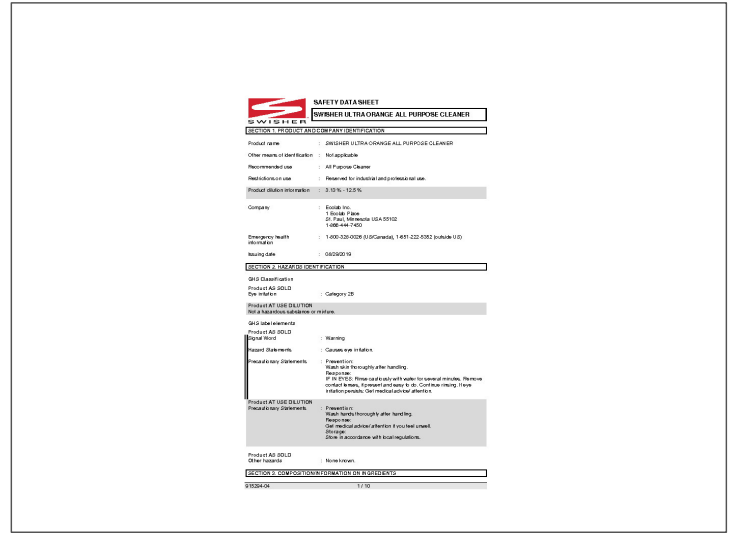 SAFETY DATA SHEET
SWISHER ULTRA ORANGE ALL PURPOSE CLEANER
SWISHER
SECTION 1. PRODUCT AND COMPANY IDENTIFICATION
Product name : SWISHER ULTRA ORANGE ALL PURPOSE CLEANER
Other means of identification : Not applicable
Recommended use : All Purpose Cleaner
Restrictions on use : Reserved for industrial and professional use.
Product dilution information : 3.13 % - 12.5 %
Company : Ecolab Inc.
1 Ecolab Place
St. Paul, Minnesota USA 55102
1-866-444-7450
Emergency health : 1-800-328-0026 (US/Canada), 1-651-222-5352 (outside US)
information
Issuing date : 08/29/2019
SECTION 2. HAZARDS IDENTIFICATION
GHS Classification
Product AS SOLD
Eye irritation : Category 2B
Product AT USE DILUTION
Not a hazardous substance or mixture.
GHS label elements
Product AS SOLD
Signal Word : Warning
Hazard Statements : Causes eye irritation.
Precautionary Statements : Prevention:
Wash skin thoroughly after handling.
Response:
IF IN EYES: Rinse cautiously with water for several minutes. Remove
contact lenses, if present and easy to do. Continue rinsing. If eye
irritation persists: Get medical advice/ attention.
Product AT USE DILUTION
Precautionary Statements : Prevention:
Wash hands thoroughly after handling.
Response:
Get medical advice/ attention if you feel unwell.
Storage:
Store in accordance with local regulations.
Product AS SOLD
Other hazards : None known.
SECTION 3. COMPOSITION/INFORMATION ON INGREDIENTS
915294-04 1 / 10